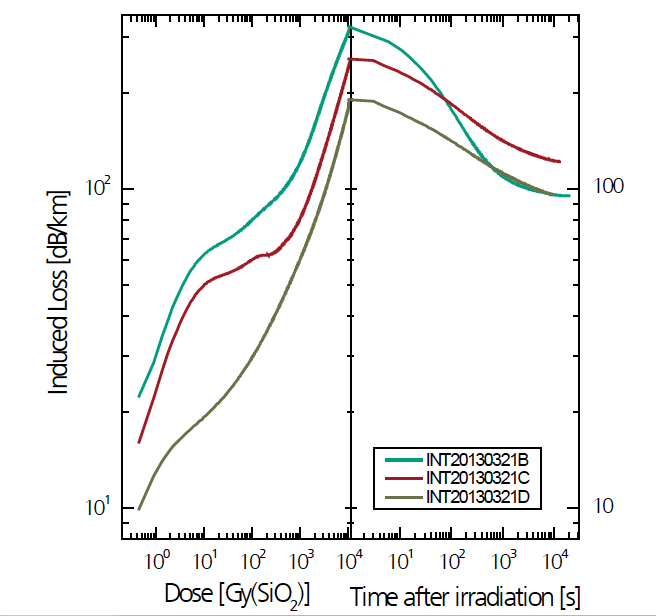 Induced Loss [dB/km]
10²
10¹
100
10
INT20130321B
INT20130321C
INT20130321D
10⁰ 10¹ 10² 10³ 10⁴ 10¹ 10² 10³ 10⁴
Dose [Gy(SiO₂)] Time after irradiation [s]